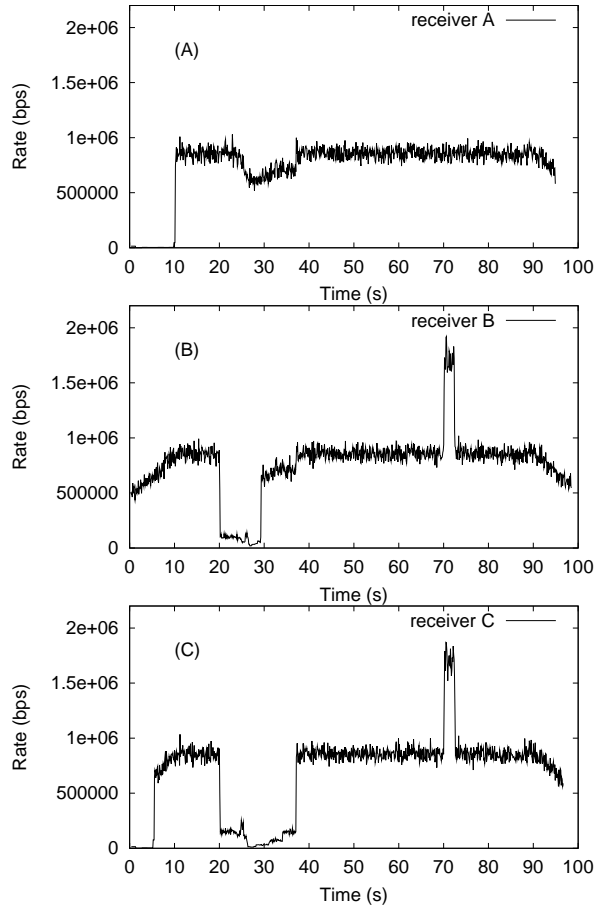 receiver A
(A)
2e+06
1.5e+06
1e+06
500000
0
Rate (bps)
0 10 20 30 40 50 60 70 80 90 100
Time (s)
receiver B
(B)
2e+06
1.5e+06
1e+06
500000
0
Rate (bps)
0 10 20 30 40 50 60 70 80 90 100
Time (s)
receiver C
(C)
2e+06
1.5e+06
1e+06
500000
0
Rate (bps)
0 10 20 30 40 50 60 70 80 90 100
Time (s)